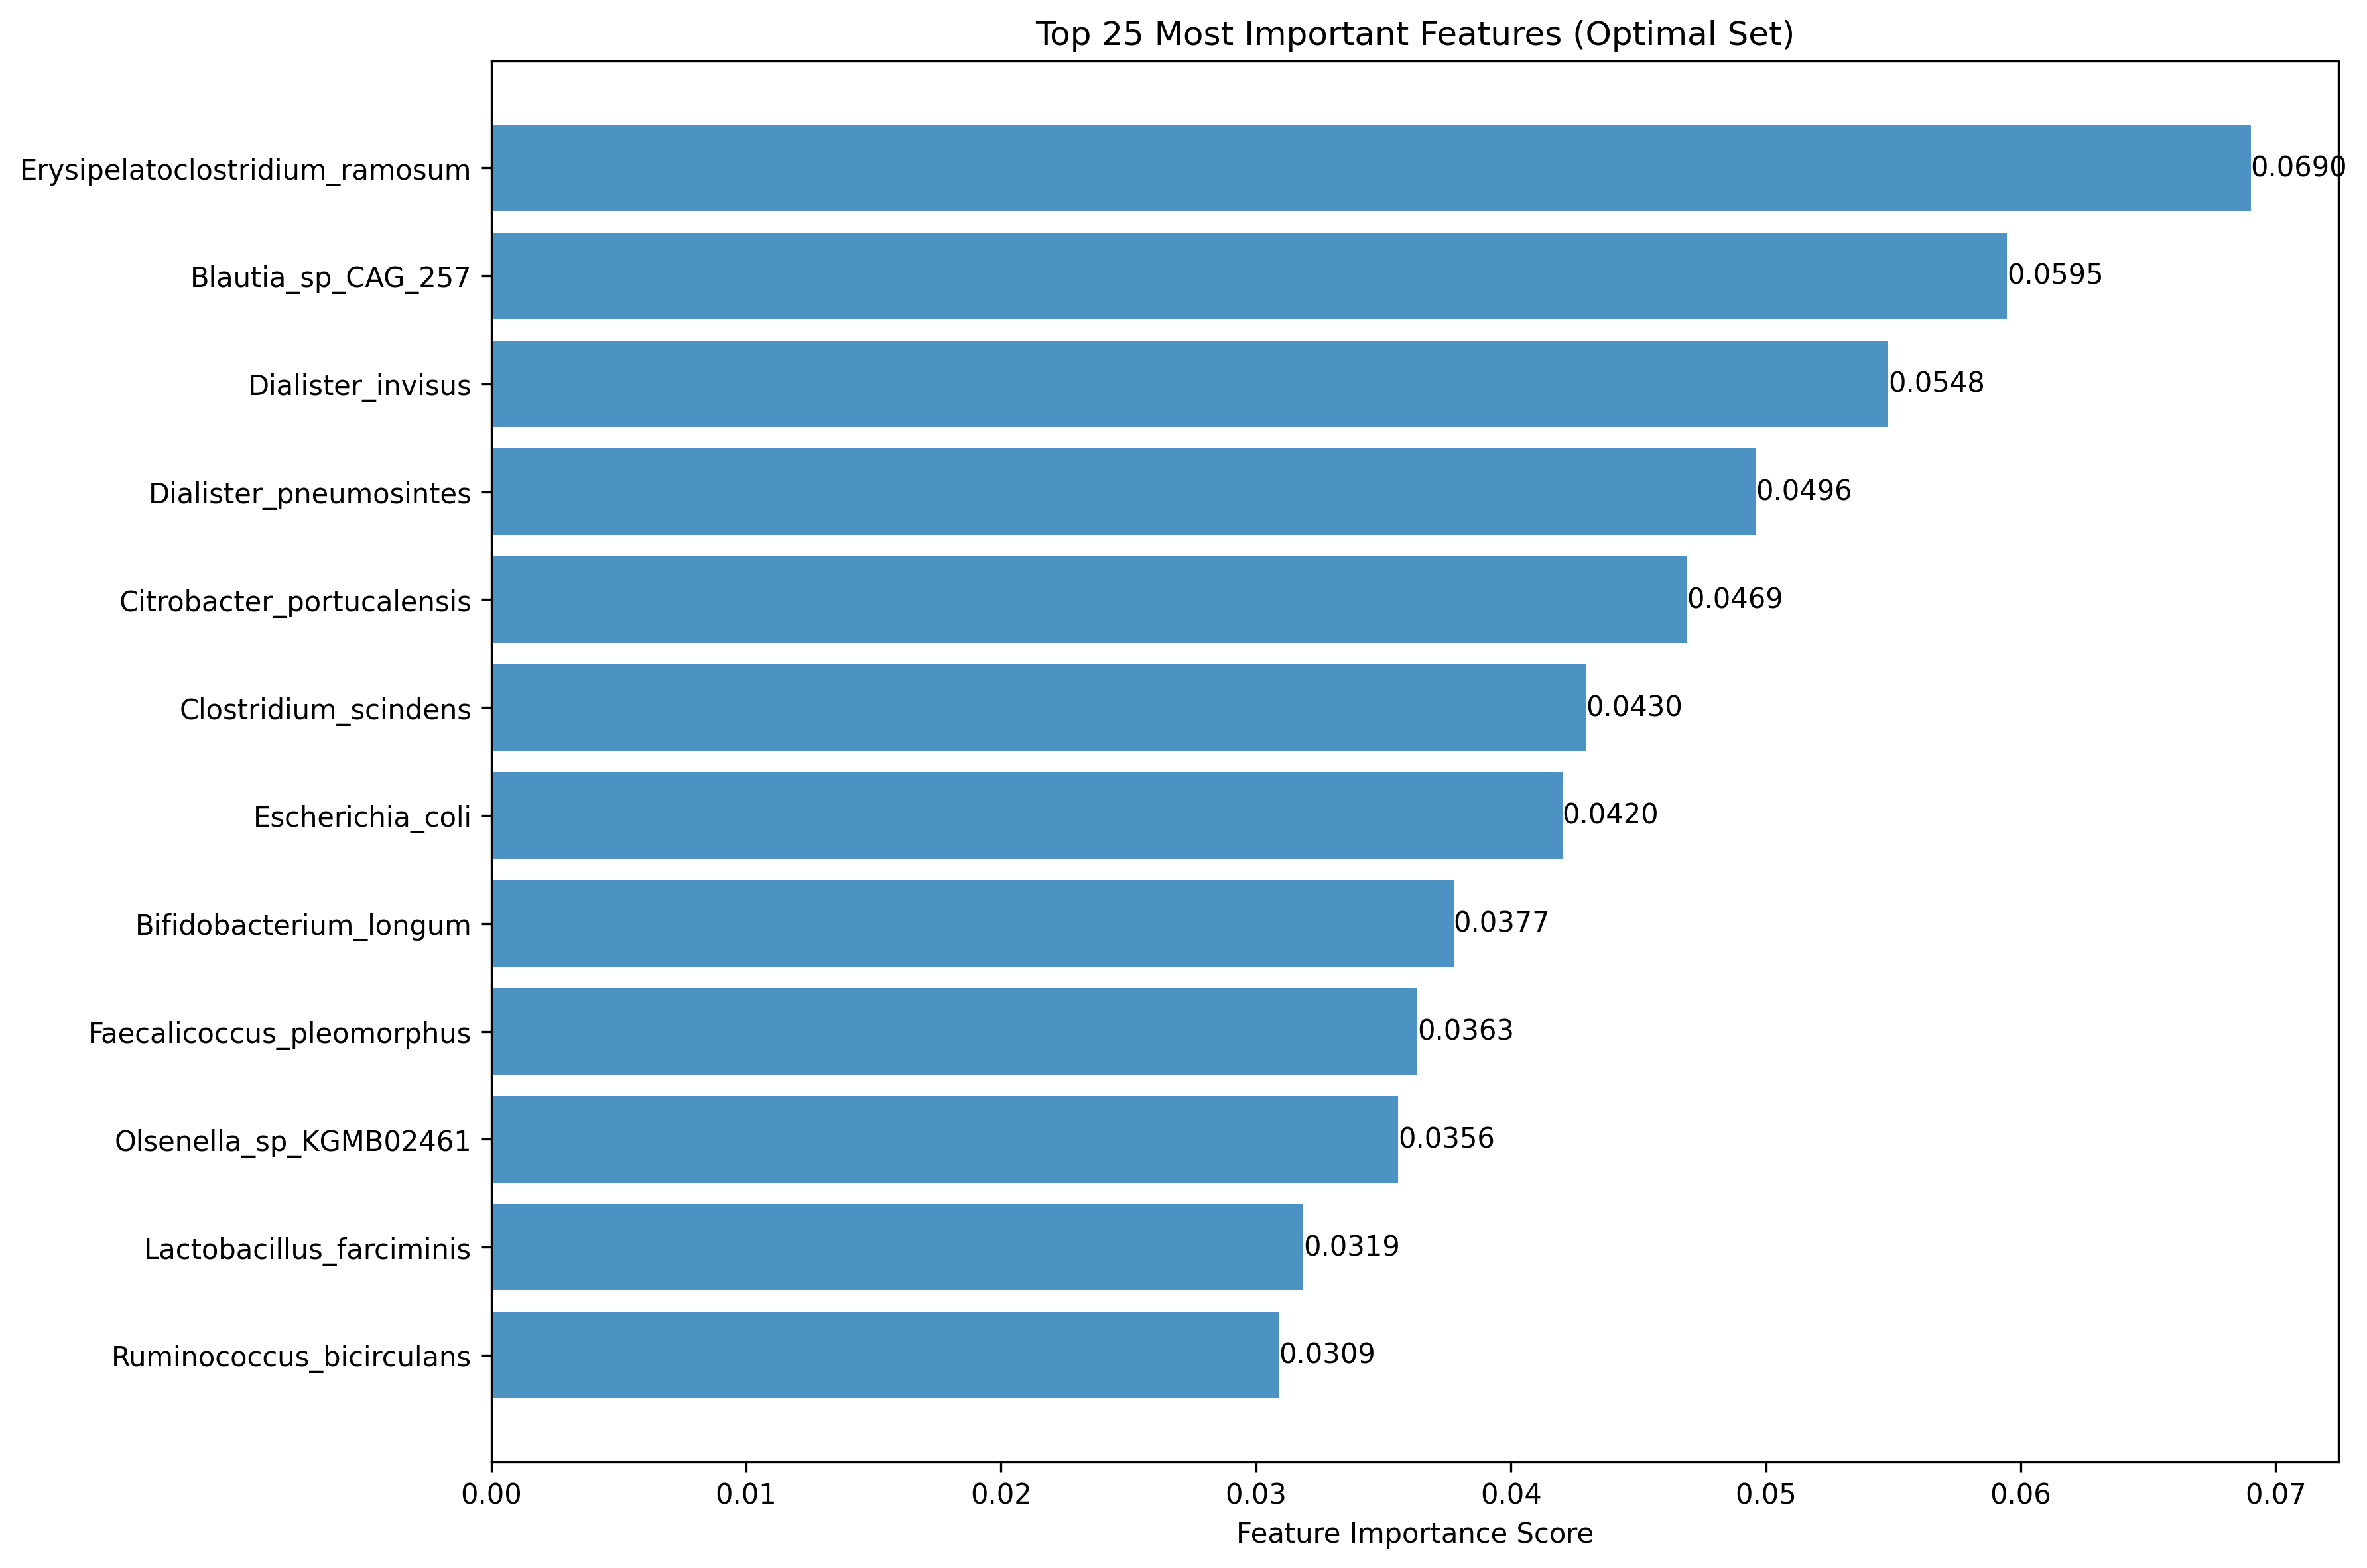 Top 25 Most Important Features (Optimal Set)
Erysipelatoclostridium_ramosum 0.0690
Blautia_sp_CAG_257 0.0595
Dialister_invisus 0.0548
Dialister_pneumosintes 0.0496
Citrobacter_portucalensis 0.0469
Clostridium_scindens 0.0430
Escherichia_coli 0.0420
Bifidobacterium_longum 0.0377
Faecalicoccus_pleomorphus 0.0363
Olsenella_sp_KGMB02461 0.0356
Lactobacillus_farciminis 0.0319
Ruminococcus_bicirculans 0.0309
0.00 0.01 0.02 0.03 0.04 0.05 0.06 0.07
Feature Importance Score